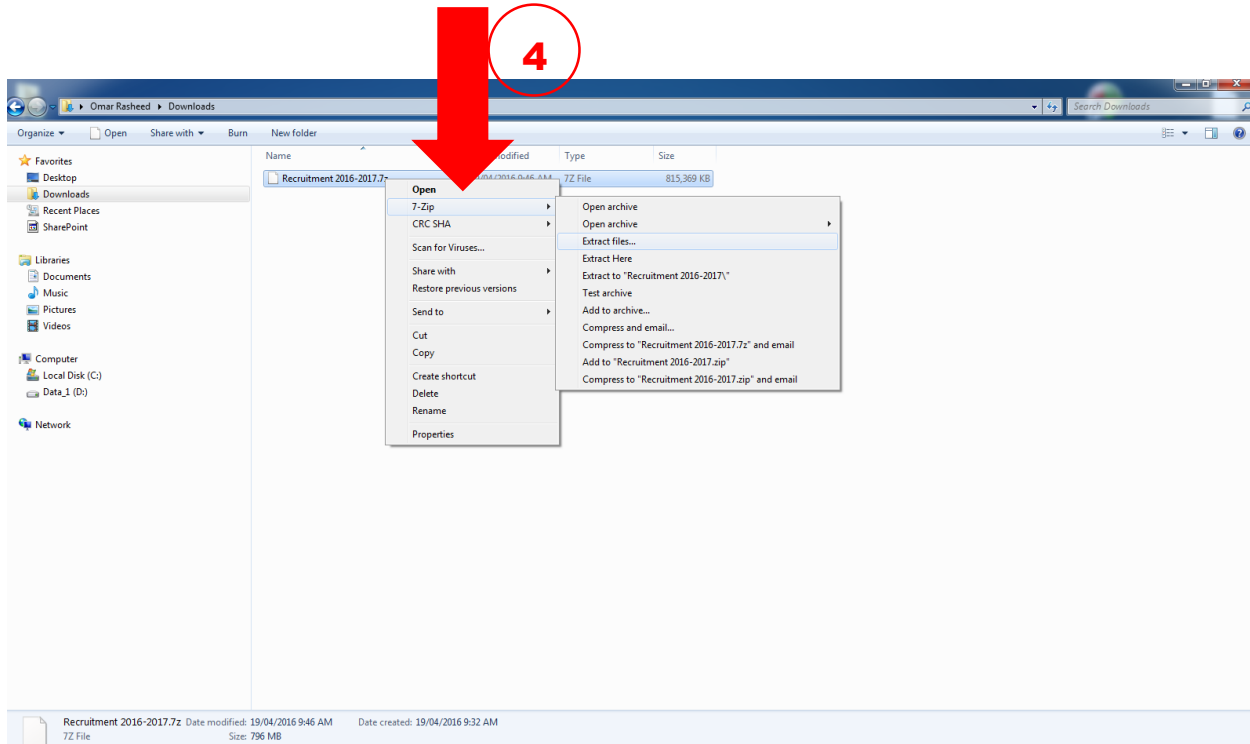 4
Omar Rasheed Downloads
Search Downloads
Organize Open Share with Burn New folder
Name Type Size
Favorites
Desktop
Downloads
Recent Places
SharePoint
Libraries
Documents
Music
Pictures
Videos
Computer
Local Disk (C:)
Data_1 (D:)
Network
Recruitment 2016-2017.7z 9:46 AM 7Z File 815,369 KB
Open
7-Zip
CRC SHA
Scan for Viruses...
Share with
Restore previous versions
Send to
Cut
Copy
Create shortcut
Delete
Rename
Properties
Open archive
Open archive
Extract files...
Extract Here
Extract to "Recruitment 2016-2017\"
Test archive
Add to archive...
Compress and email...
Compress to "Recruitment 2016-2017.7z" and email
Add to "Recruitment 2016-2017.zip"
Compress to "Recruitment 2016-2017.zip" and email
Recruitment 2016-2017.7z Date modified: 19/04/2016 9:46 AM Date created: 19/04/2016 9:32 AM
7Z File Size: 796 MB